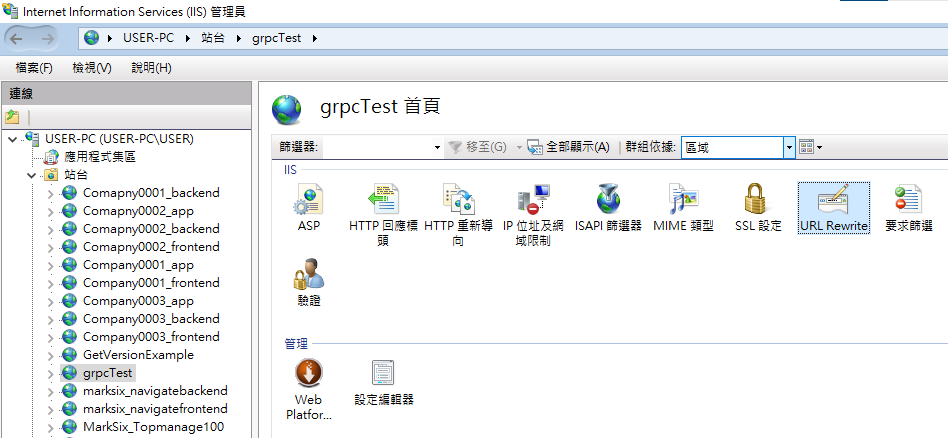 Internet Information Services (IIS) 管理員
USER-PC 站台 grpcTest
檔案(F) 檢視(V) 說明(H)
連線
USER-PC (USER-PC\USER)
應用程式集區
站台
Comapny0001_backend
Comapny0002_app
Comapny0002_backend
Comapny0002_frontend
Company0001_app
Company0001_frontend
Company0003_app
Company0003_backend
Company0003_frontend
GetVersionExample
grpcTest
marksix_navigatebackend
marksix_navigatefrontend
MarkSix_Topmanage100
grpcTest 首頁
篩選器: 移至(G) 全部顯示(A) 群組依據: 區域
IIS
ASP
HTTP 回應標
頭
HTTP 重新導
向
IP 位址及網
域限制
ISAPI 篩選器
MIME 類型
SSL 設定
URL Rewrite
要求篩選
驗證
管理
Web
Platfor...
設定編輯器